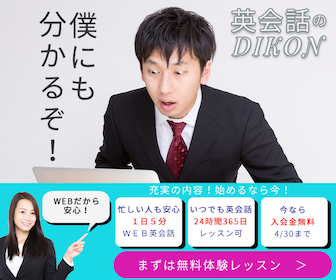 僕にも
分かるぞ！
英会話の
DIKON
充実の内容！始めるなら今！
WEBだから
安心！
忙しい人も安心
1日5分
WEB英会話
いつでも英会話
24時間365日
レッスン可
今なら
入会金無料
4/30まで
まずは無料体験レッスン ＞